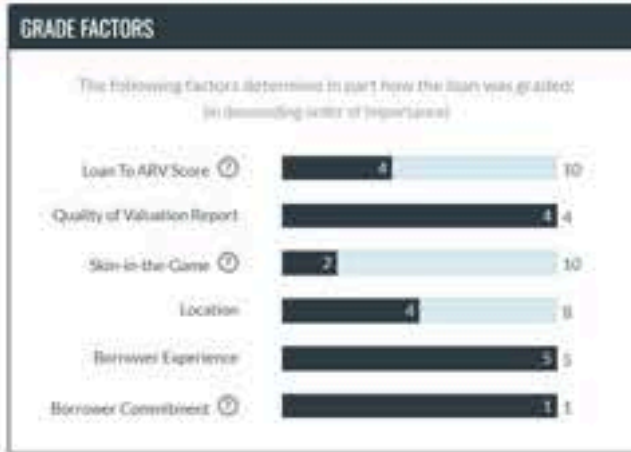 GRADE FACTORS
The following factors determine in part how the loan was graded:
(in descending order of importance)
Loan To ARV Score ? 4 10
Quality of Valuation Report 4 4
Skin-in-the-Game ? 2 10
Location 4 8
Borrower Experience 5 5
Borrower Commitment ? 1 1